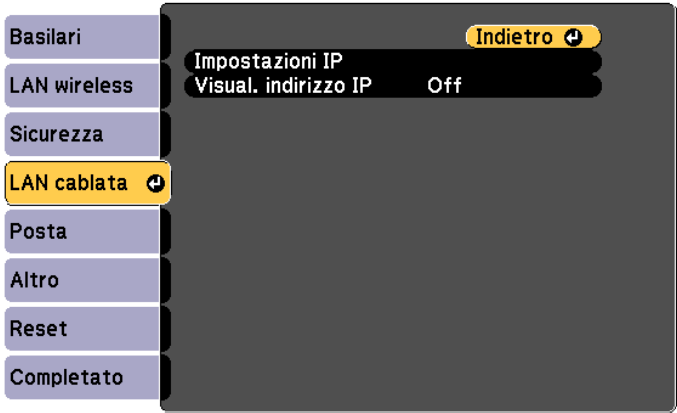 Basilari
LAN wireless
Sicurezza
LAN cablata
Posta
Altro
Reset
Completato
Indietro
Impostazioni IP
Visual. indirizzo IP Off